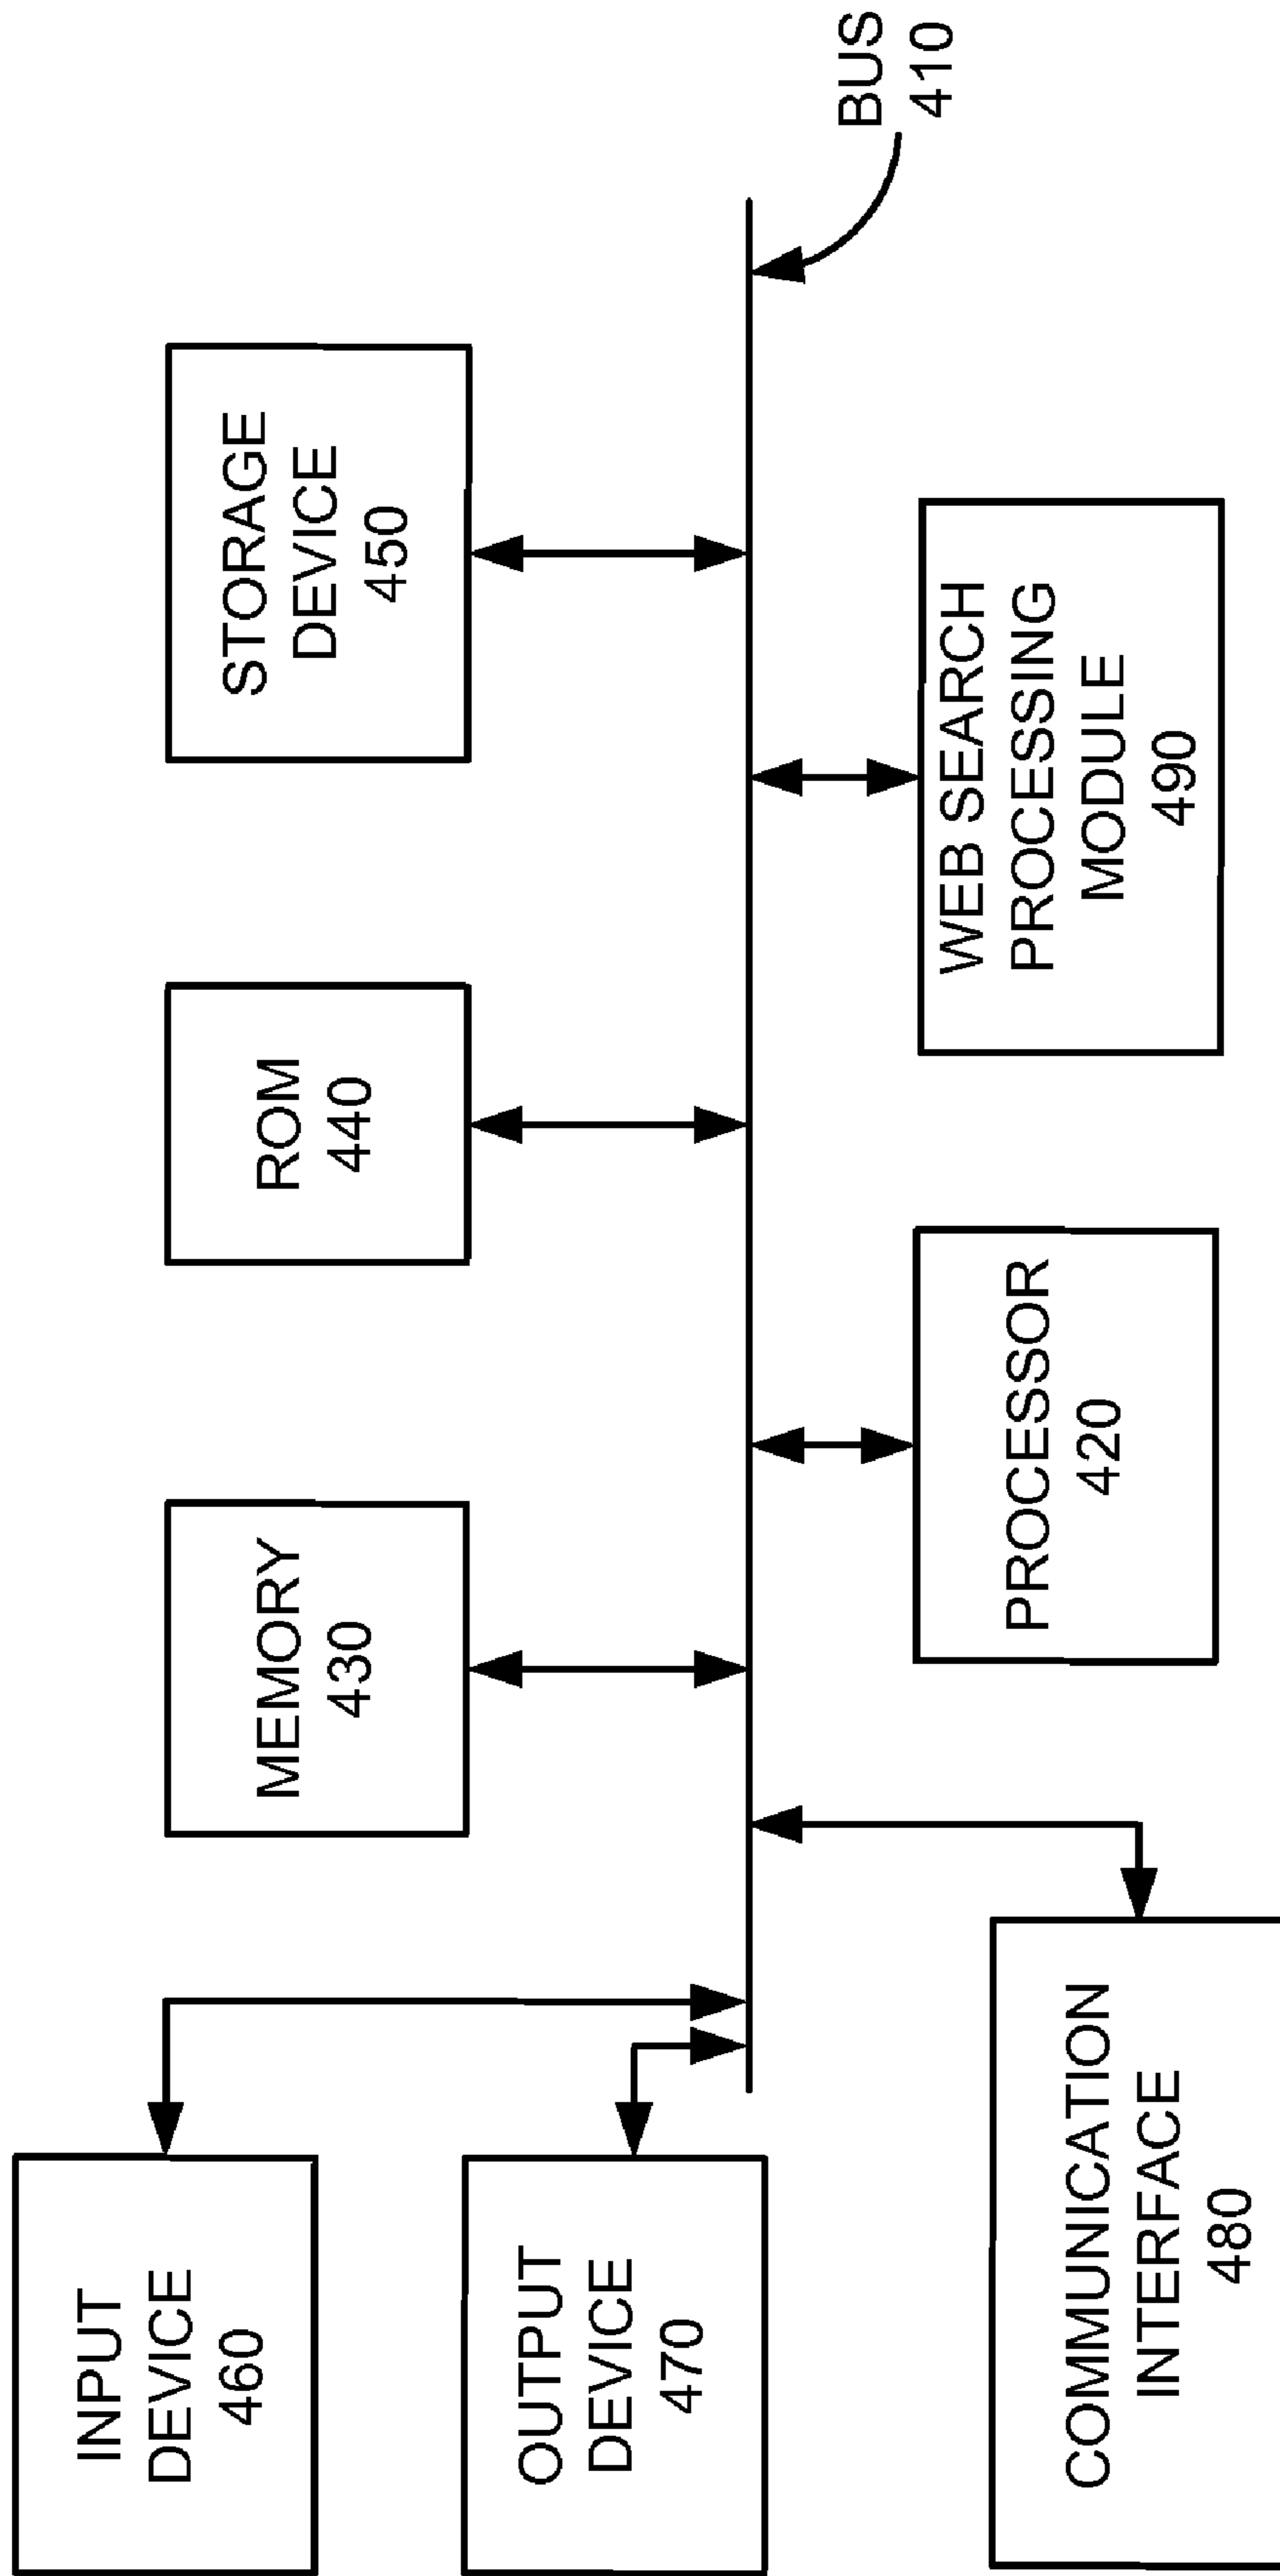 INPUT
DEVICE
460
OUTPUT
DEVICE
470
COMMUNICATION
INTERFACE
480
MEMORY
430
ROM
440
STORAGE
DEVICE
450
PROCESSOR
420
WEB SEARCH
PROCESSING
MODULE
490
BUS
410